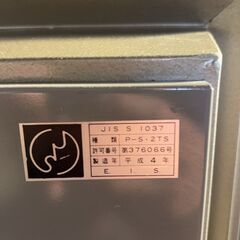 JIS S 1037
種類 P-S-2TS
許可番号 第376066号
製造年 平成4年
E.I.S